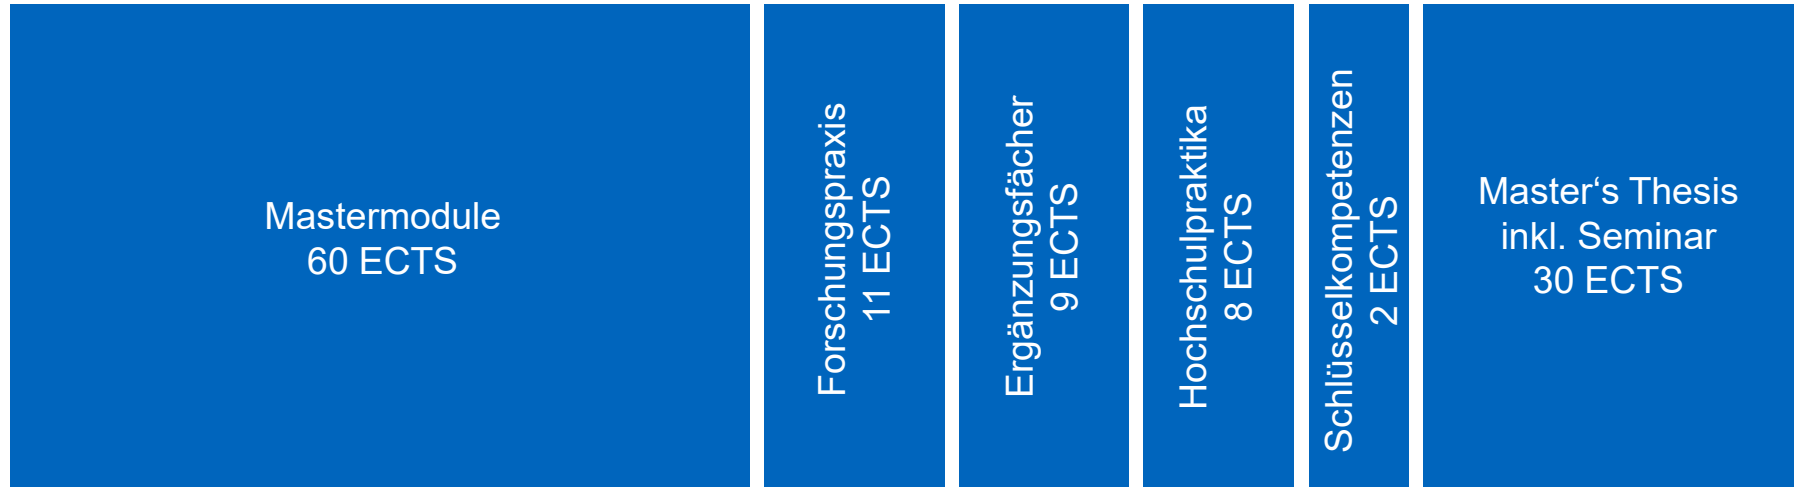 Mastermodule
60 ECTS
Forschungspraxis
11 ECTS
Ergänzungsfächer
9 ECTS
Hochschulpraktika
8 ECTS
Schlüsselkompetenzen
2 ECTS
Master‘s Thesis
inkl. Seminar
30 ECTS